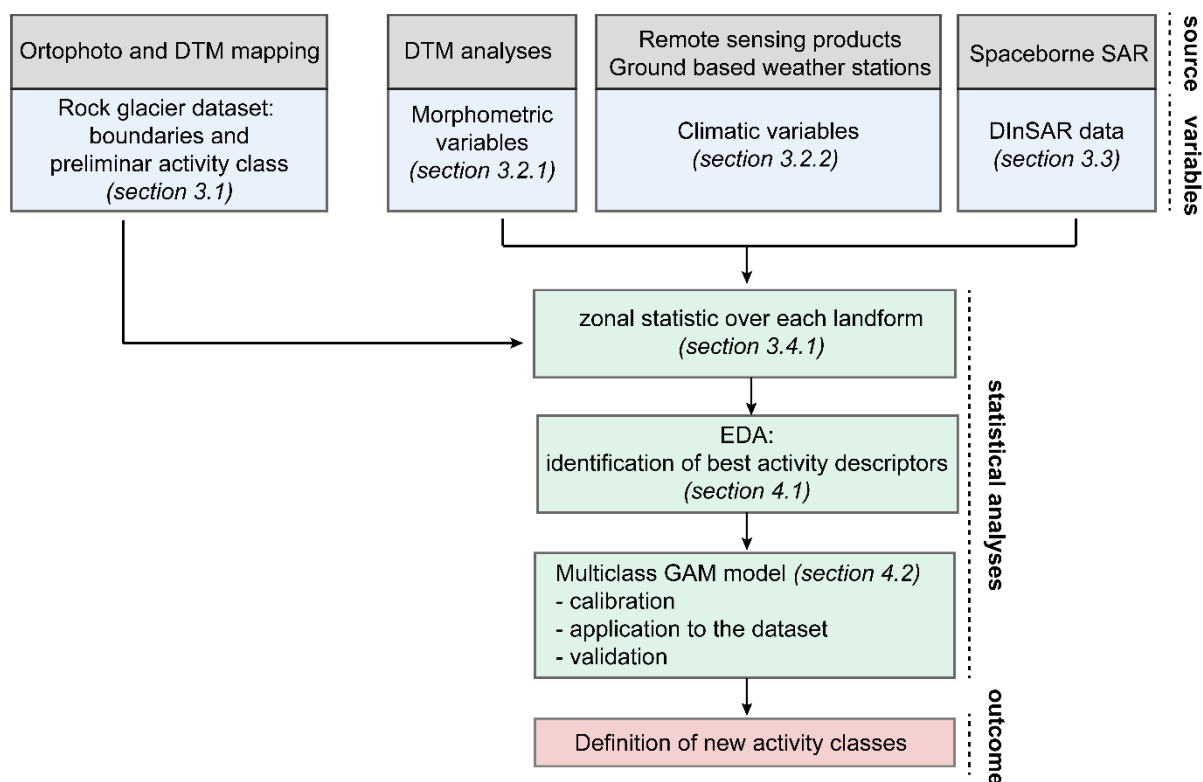 Ortophoto and DTM mapping
Rock glacier dataset:
boundaries and
preliminar activity class
(section 3.1)
DTM analyses
Morphometric
variables
(section 3.2.1)
Remote sensing products
Ground based weather stations
Climatic variables
(section 3.2.2)
Spaceborne SAR
DInSAR data
(section 3.3)
source
variables
zonal statistic over each landform
(section 3.4.1)
EDA:
identification of best activity descriptors
(section 4.1)
Multiclass GAM model (section 4.2)
- calibration
- application to the dataset
- validation
statistical analyses
Definition of new activity classes
outcome